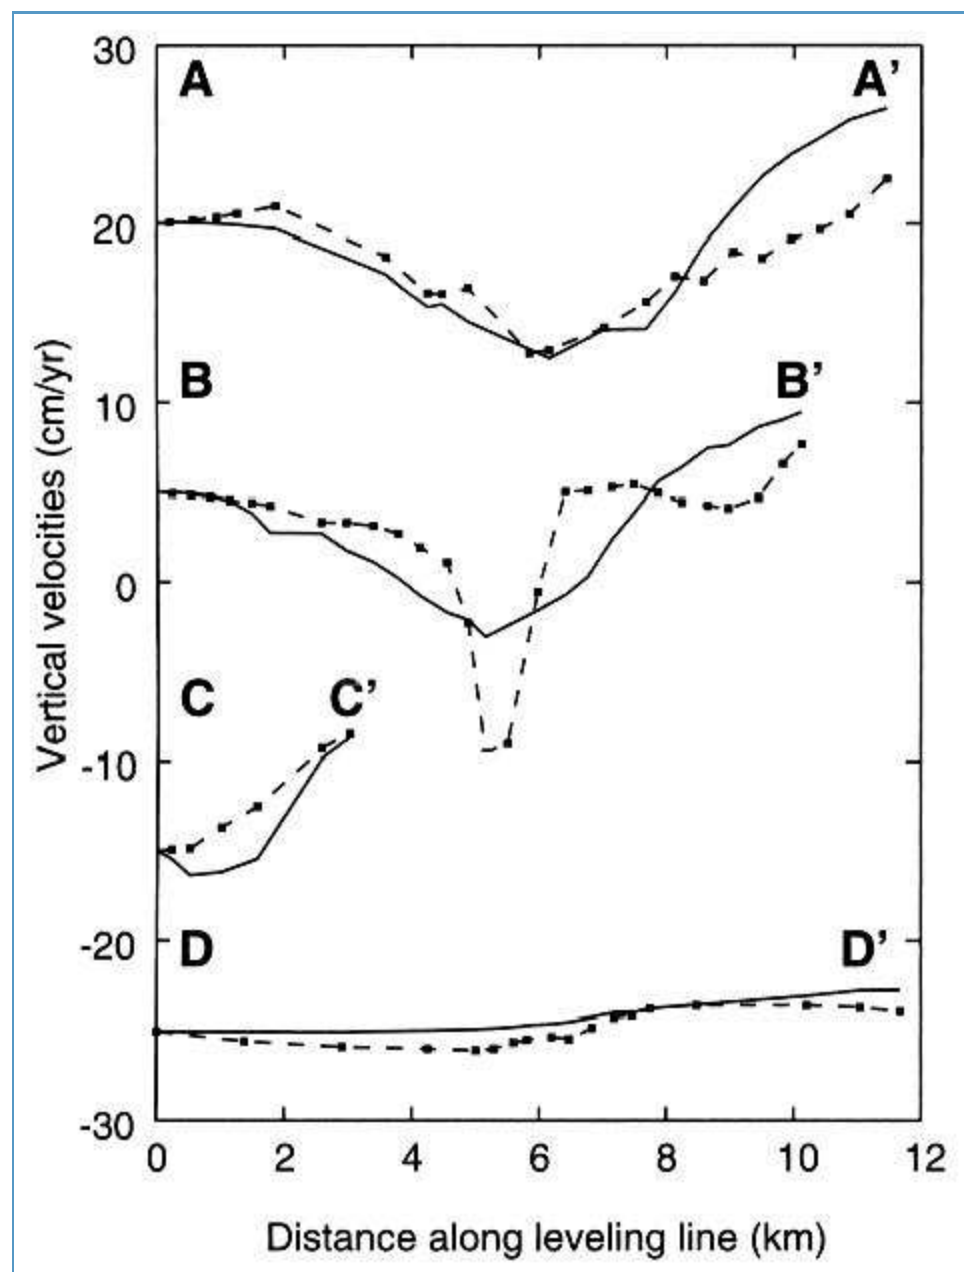 30
A A’
20
B B’
10
0
C C’
-10
D D’
-20
-30
0 2 4 6 8 10 12
Distance along leveling line (km)
Vertical velocities (cm/yr)